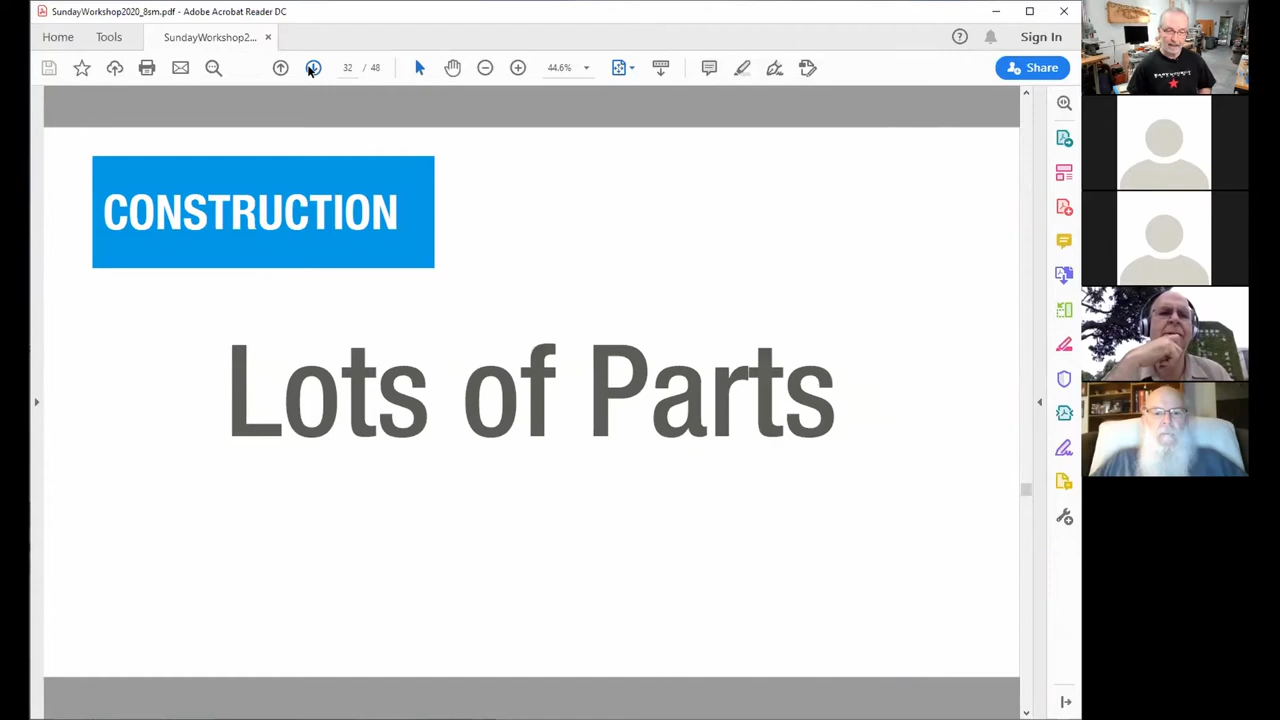 SundayWorkshop2020_8sm.pdf - Adobe Acrobat Reader DC
Home
Tools
SundayWorkshop2...
Sign In
32 / 48
44.6%
Share
CONSTRUCTION
Lots of Parts